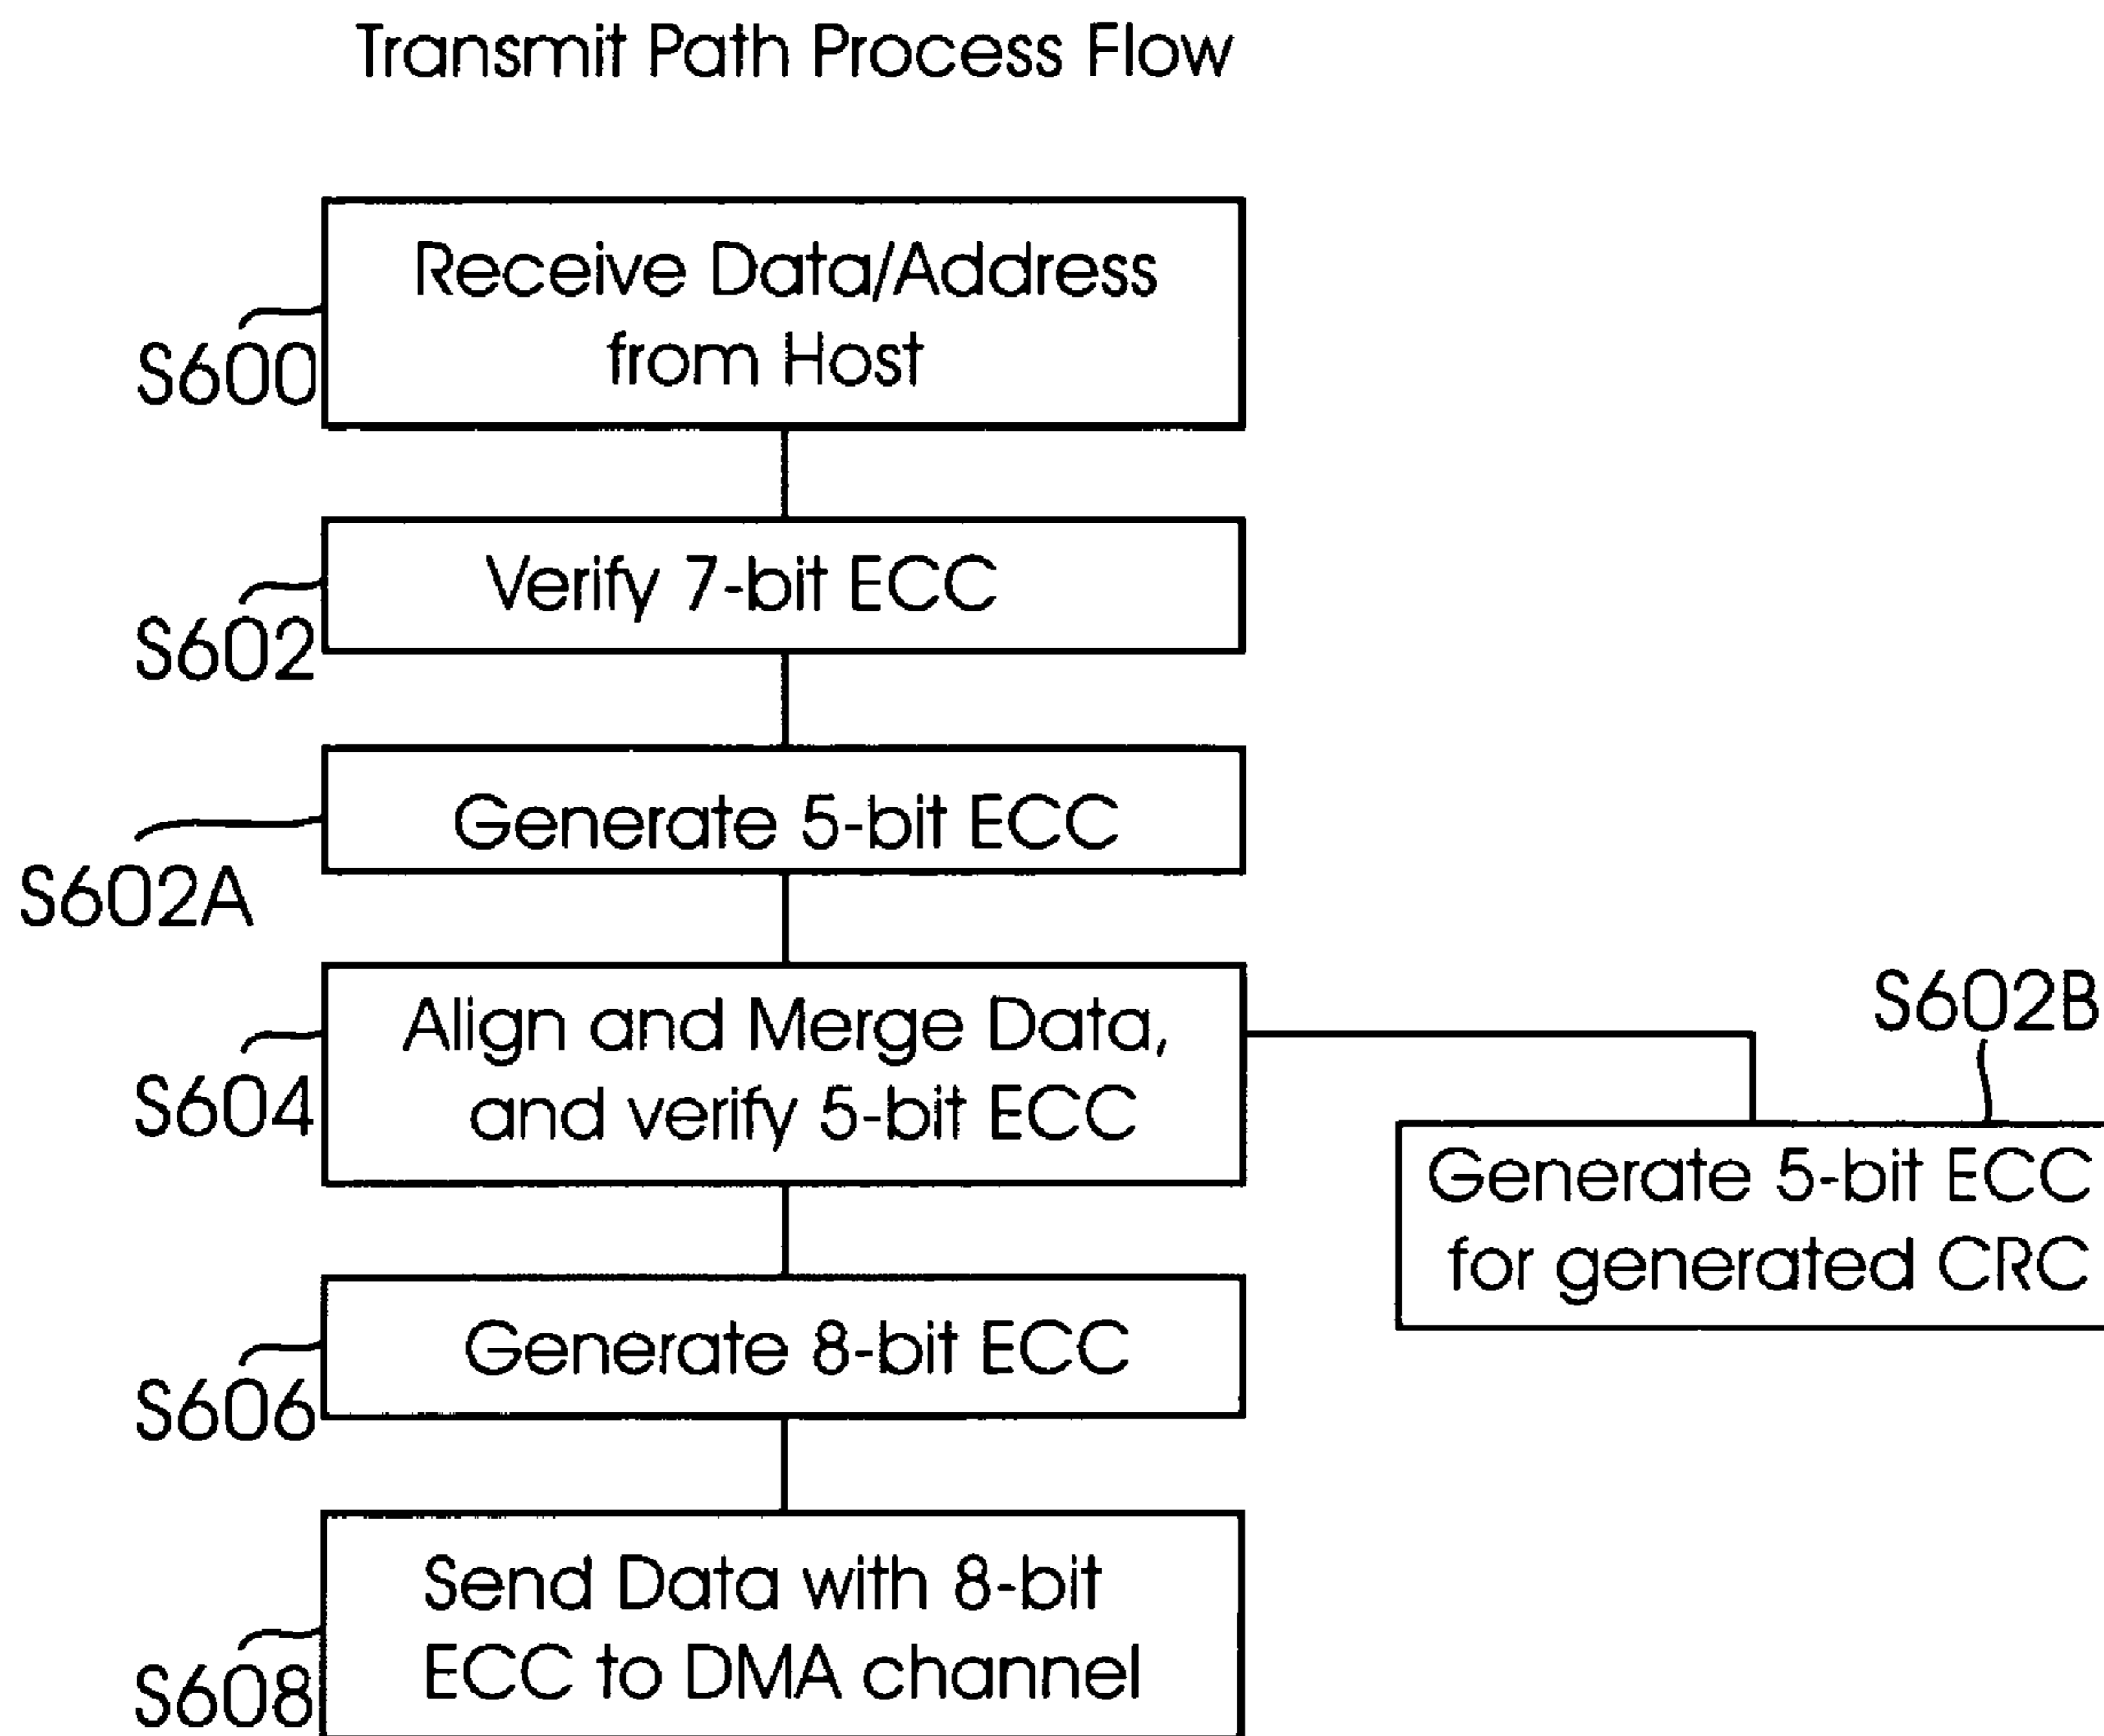 Transmit Path Process Flow
Receive Data/Address
from Host
S600
Verify 7-bit ECC
S602
Generate 5-bit ECC
S602A
Align and Merge Data,
and verify 5-bit ECC
S604
S602B
Generate 5-bit ECC
for generated CRC
Generate 8-bit ECC
S606
Send Data with 8-bit
ECC to DMA channel
S608